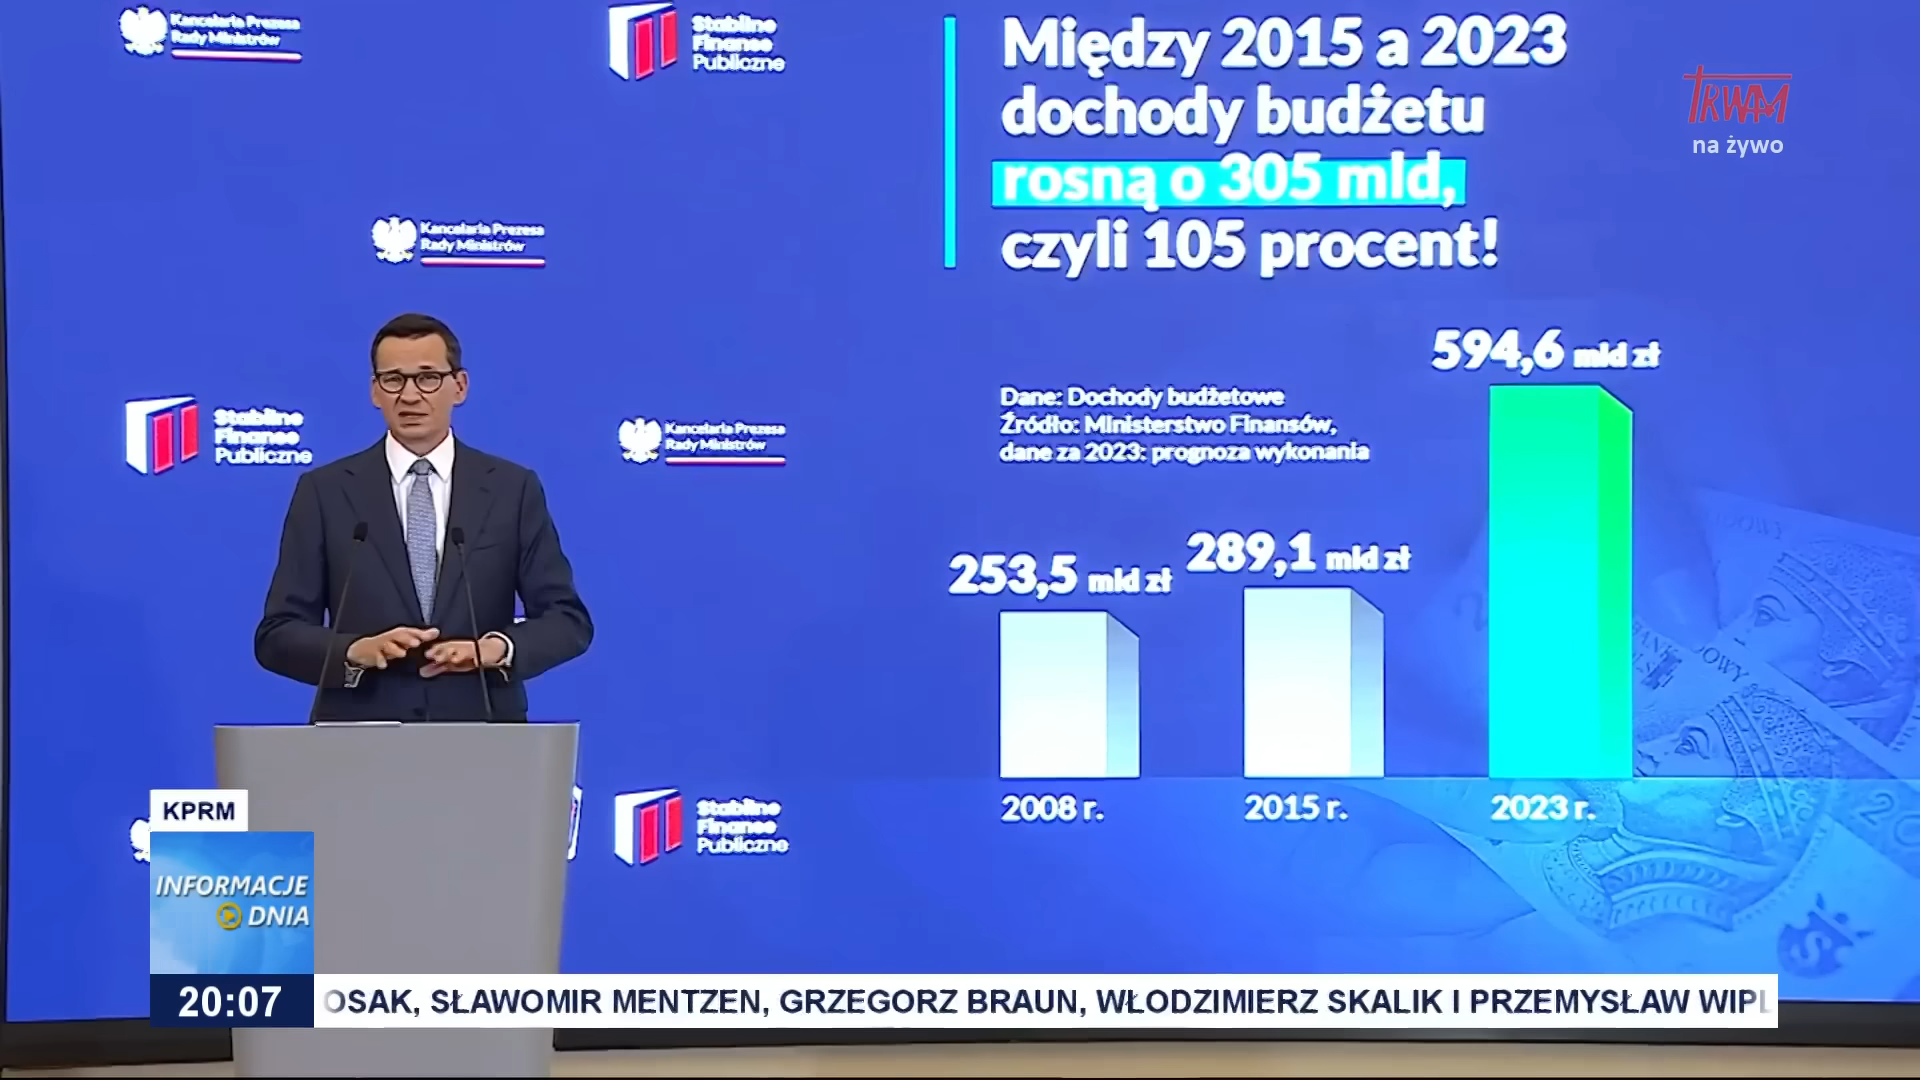 Kancelaria Prezesa
Rady Ministrów
Stabilne
Finanse
Publiczne
Między 2015 a 2023
dochody budżetu
rosną o 305 mld,
czyli 105 procent!
TRWAM
na żywo
Kancelaria Prezesa
Rady Ministrów
594,6 mld zł
Dane: Dochody budżetowe
Źródło: Ministerstwo Finansów,
dane za 2023: prognoza wykonania
Stabilne
Finanse
Publiczne
Kancelaria Prezesa
Rady Ministrów
253,5 mld zł
289,1 mld zł
2008 r.
2015 r.
2023 r.
Stabilne
Finanse
Publiczne
KPRM
INFORMACJE
DNIA
20:07
OSAK, SŁAWOMIR MENTZEN, GRZEGORZ BRAUN, WŁODZIMIERZ SKALIK I PRZEMYSŁAW WIPL